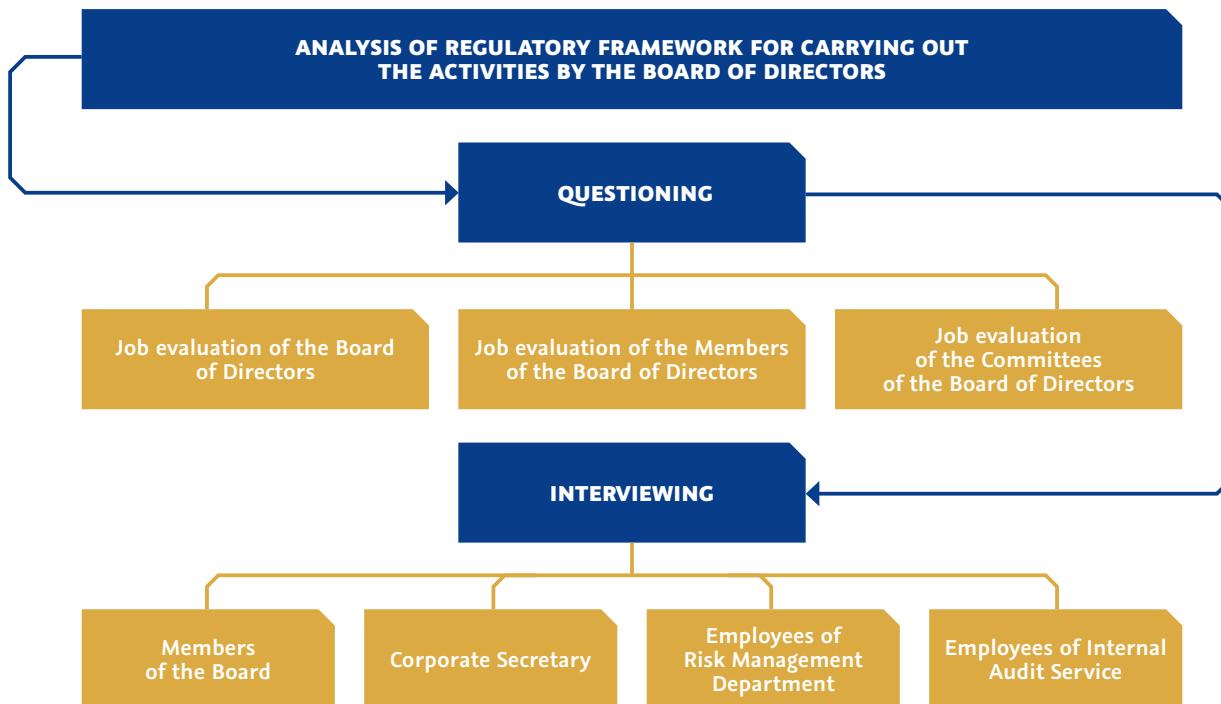 ANALYSIS OF REGULATORY FRAMEWORK FOR CARRYING OUT
THE ACTIVITIES BY THE BOARD OF DIRECTORS
QUESTIONING
Job evaluation of the Board
of Directors
Job evaluation of the Members
of the Board of Directors
Job evaluation
of the Committees
of the Board of Directors
INTERVIEWING
Members
of the Board
Corporate Secretary
Employees of
Risk Management
Department
Employees of Internal
Audit Service